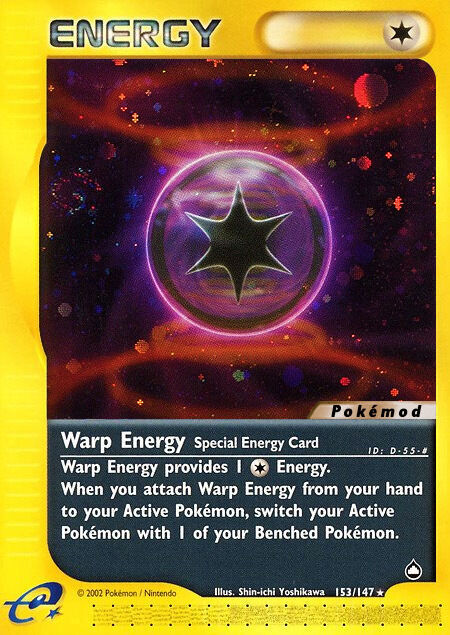 ENERGY
Pokémod
Warp Energy Special Energy Card
ID: D-55-#
Warp Energy provides 1 Energy.
When you attach Warp Energy from your hand
to your Active Pokémon, switch your Active
Pokémon with 1 of your Benched Pokémon.
© 2002 Pokémon / Nintendo Illus. Shin-ichi Yoshikawa 153/147 ★
e